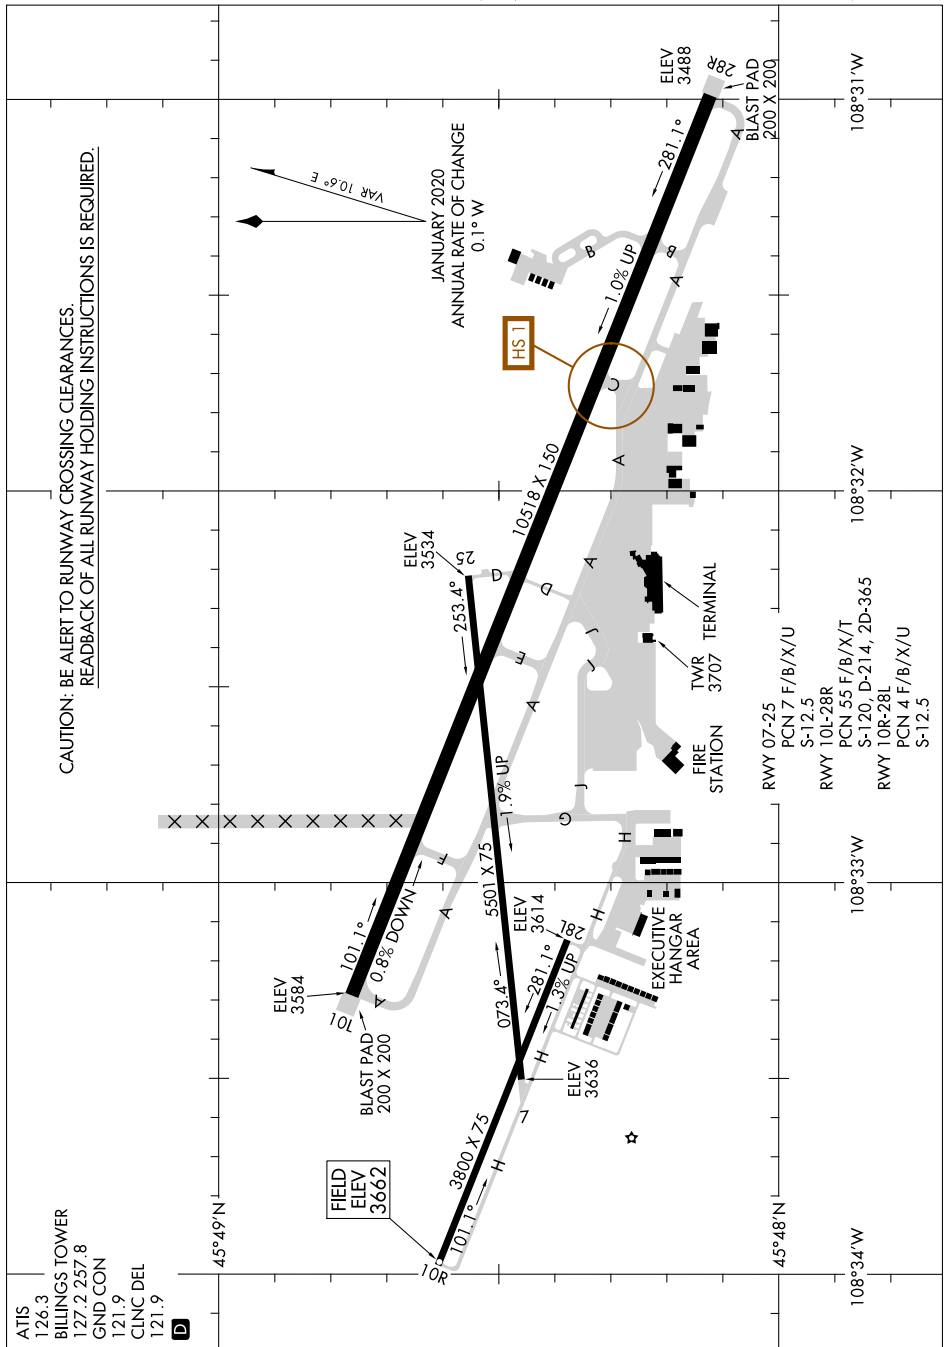 CAUTION: BE ALERT TO RUNWAY CROSSING CLEARANCES.
READBACK OF ALL RUNWAY HOLDING INSTRUCTIONS IS REQUIRED.
ATIS
126.3
BILLINGS TOWER
127.2 257.8
GND CON
121.9
CLNC DEL
121.9
D
JANUARY 2020
ANNUAL RATE OF CHANGE
0.1° W
VAR 10.6° E
ELEV
3488
28R
BLAST PAD
200 X 200
A
281.1°
1.0% UP
B
B
A
HS 1
C
A
10518 X 150
ELEV
3534
25
253.4°
D
D
A
E
A
J
J
J
TERMINAL
TWR
3707
FIRE
STATION
1.9% UP
G
H
F
A
A
0.8% DOWN
101.1°
ELEV
3584
10L
BLAST PAD
200 X 200
5501 X 75
073.4°
ELEV
3614
28L
281.1°
1.3% UP
H
H
EXECUTIVE
HANGAR
AREA
ELEV
3636
L
3800 X 75
H
101.1°
10R
FIELD
ELEV
3662
RWY 07-25
PCN 7 F/B/X/U
S-12.5
RWY 10L-28R
PCN 55 F/B/X/T
S-120, D-214, 2D-365
RWY 10R-28L
PCN 4 F/B/X/U
S-12.5
45°49'N
45°48'N
108°31'W
108°32'W
108°33'W
108°34'W